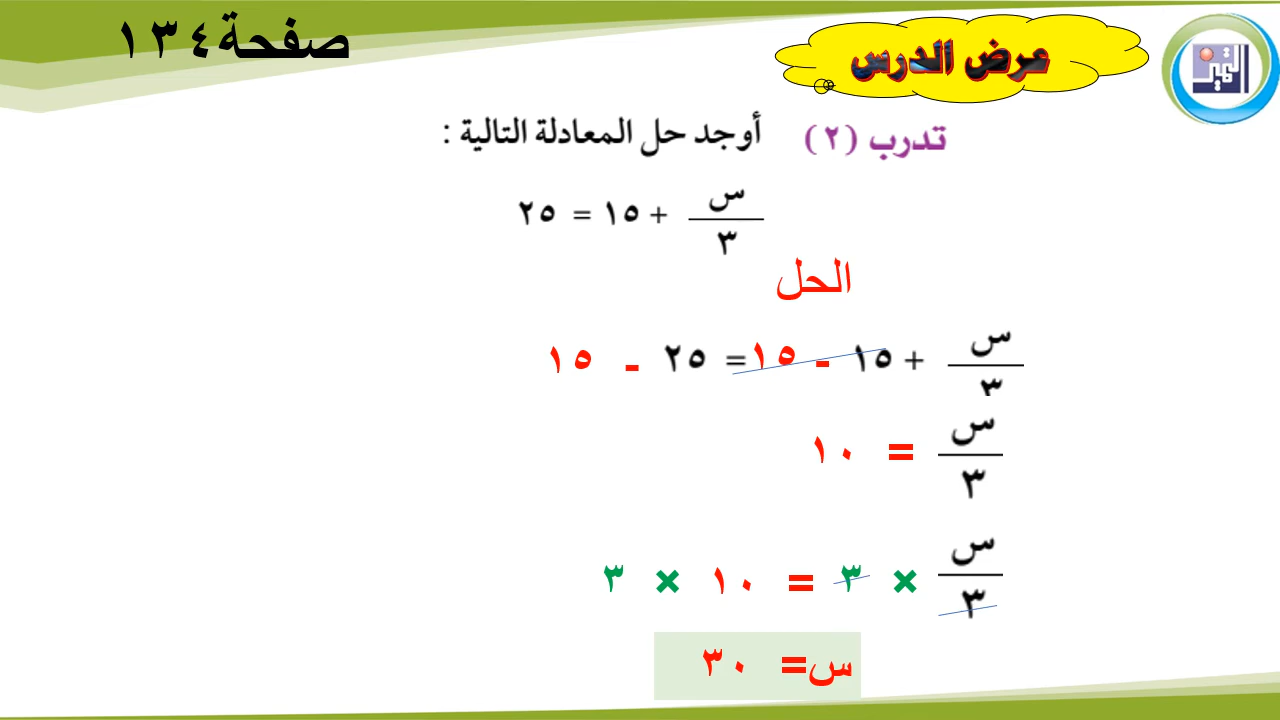 صفحة ١٣٤
عرض الدرس
التميز
تدرب (٢) أوجد حل المعادلة التالية :
س/٣ + ١٥ = ٢٥
الحل
س/٣ + ١٥ - ١٥ = ٢٥ - ١٥
س/٣ = ١٠
س/٣ × ٣ = ١٠ × ٣
س = ٣٠